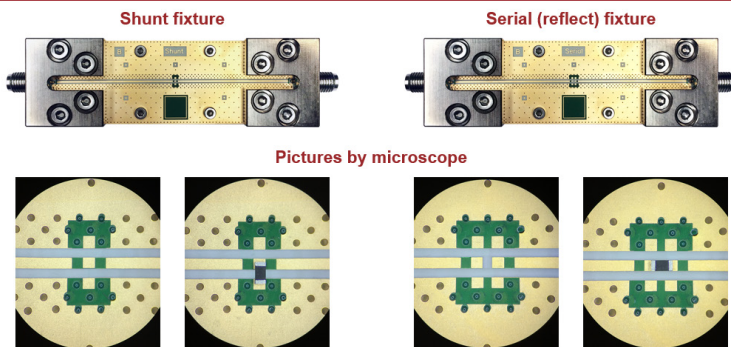 Shunt fixture
Serial (reflect) fixture
B
Shunt
B
Serial
Pictures by microscope